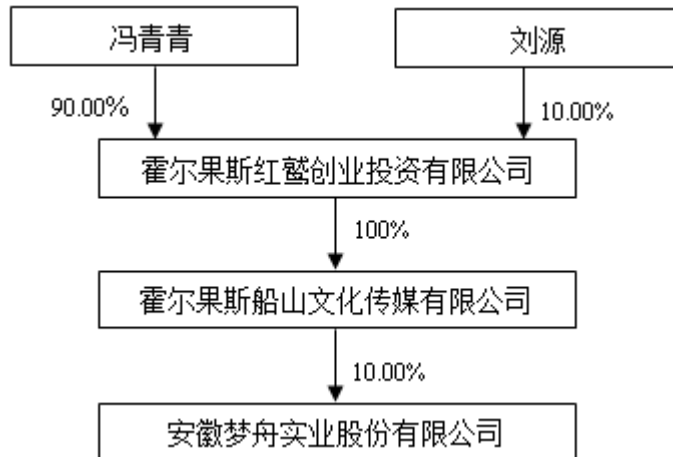 冯青青
刘源
90.00%
10.00%
霍尔果斯红鹫创业投资有限公司
100%
霍尔果斯船山文化传媒有限公司
10.00%
安徽梦舟实业股份有限公司